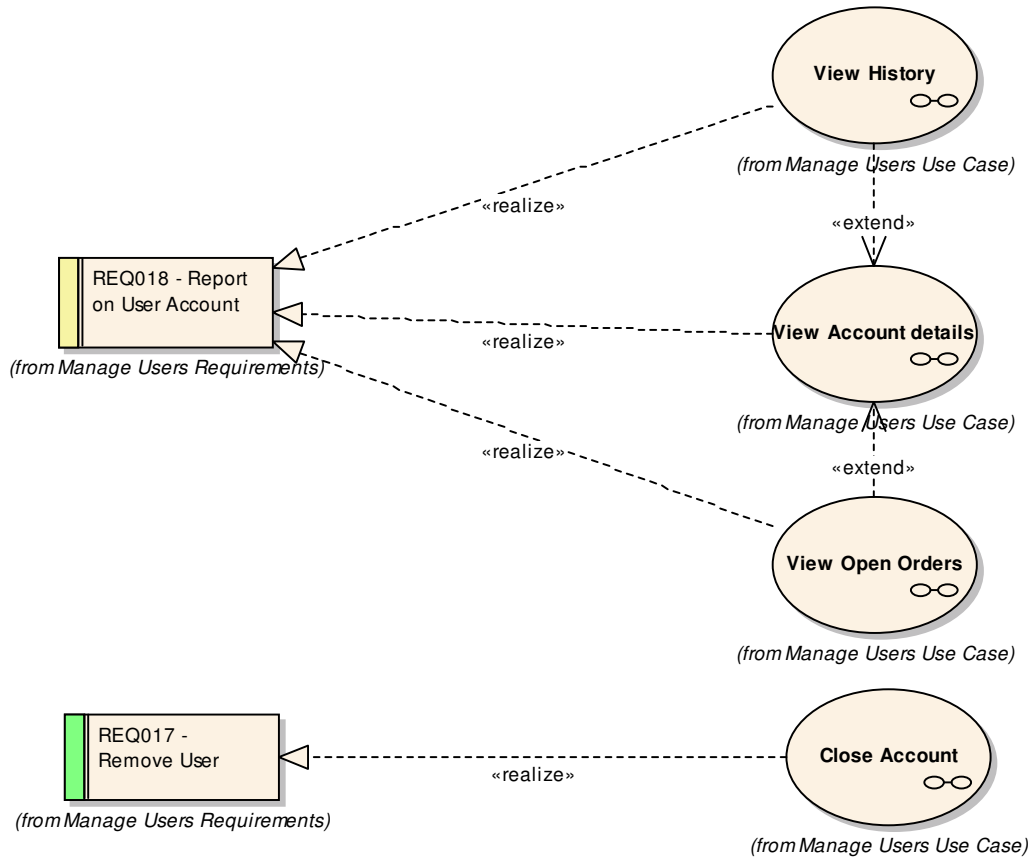 View History
(from Manage Users Use Case)
«realize»
«extend»
REQ018 - Report
on User Account
(from Manage Users Requirements)
«realize»
View Account details
(from Manage Users Use Case)
«realize»
«extend»
View Open Orders
(from Manage Users Use Case)
REQ017 -
Remove User
(from Manage Users Requirements)
«realize»
Close Account
(from Manage Users Use Case)